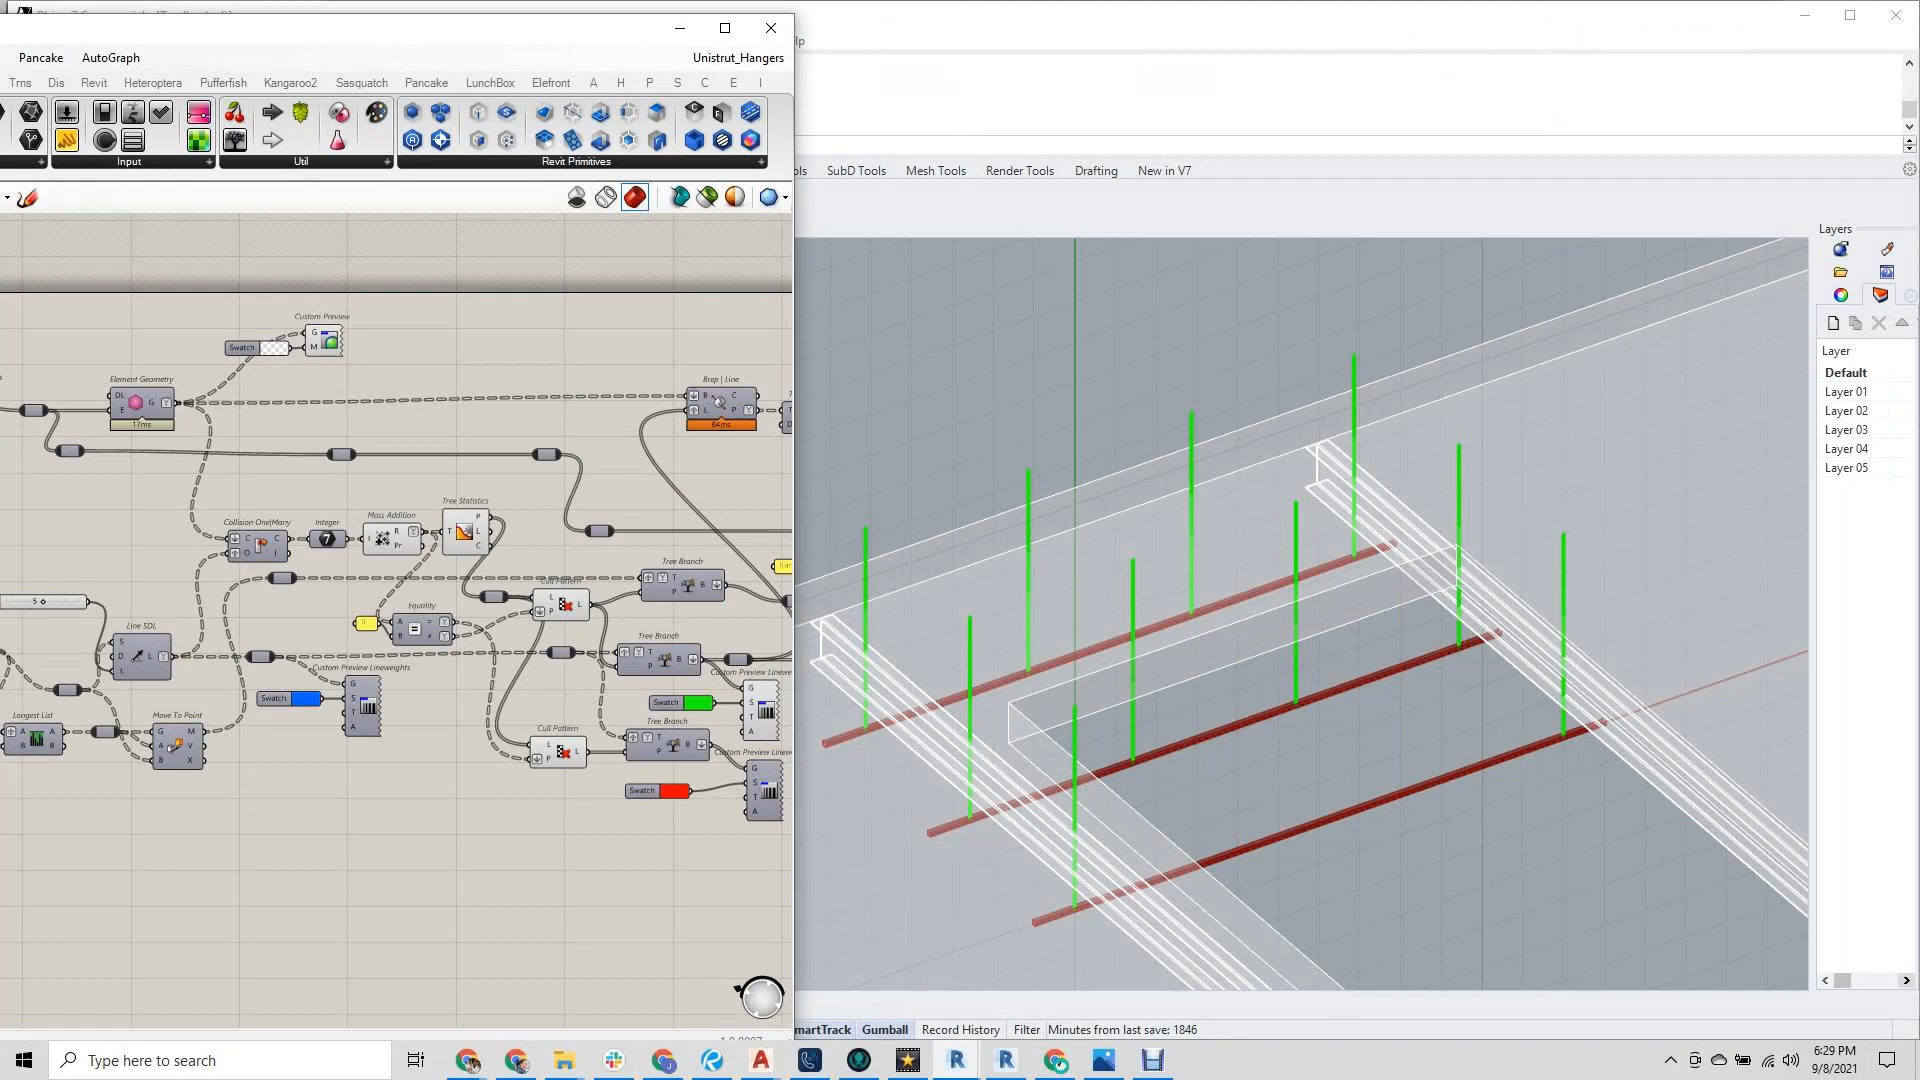 Pancake AutoGraph Unistrut_Hangers
Trns Dis Revit Heteroptera Pufferfish Kangaroo2 Sasquatch Pancake LunchBox Elefront A H P S C E I
Input Util Revit Primitives
SubD Tools Mesh Tools Render Tools Drafting New in V7
Custom Preview
Swatch G
M
Element Geometry
DL
E G
17ms
Brep | Line
B C
L P
84ms
Tree Statistics
T P
L
C
Mass Addition
I R
Pr
Integer
7
Collision One|Many
C C
O I
Tree Branch
T B
P
Cull Pattern
L L
P
Equality
A =
B ≠
5
Line SDL
S
D L
L
Tree Branch
T B
P
Custom Preview Lineweights
Swatch
G
S
T
A
Swatch
G
S
T
A
Longest List
A A
B B
Move To Point
G M
A V
B X
Cull Pattern
L L
P
Tree Branch
T B
P
Swatch
G
S
T
A
Layers
Layer
Default
Layer 01
Layer 02
Layer 03
Layer 04
Layer 05
martTrack Gumball Record History Filter Minutes from last save: 1846
Type here to search
6:29 PM
9/8/2021